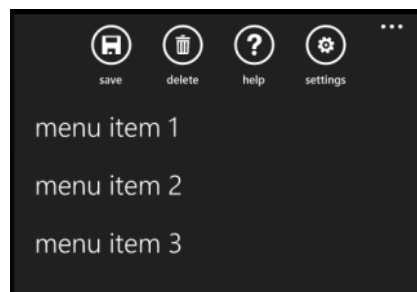 save delete help settings
menu item 1
menu item 2
menu item 3